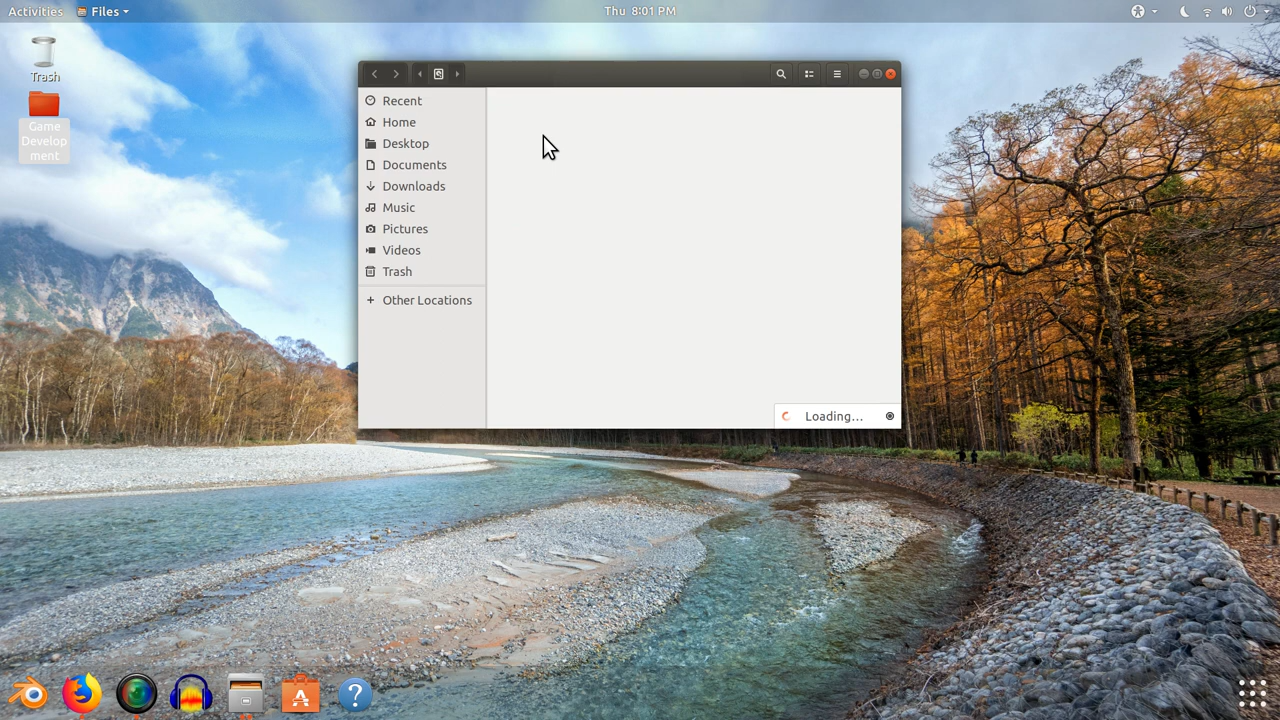 Activities
Files
Thu 8:01 PM
Trash
Game
Develop
ment
Recent
Home
Desktop
Documents
Downloads
Music
Pictures
Videos
Trash
+ Other Locations
Loading...